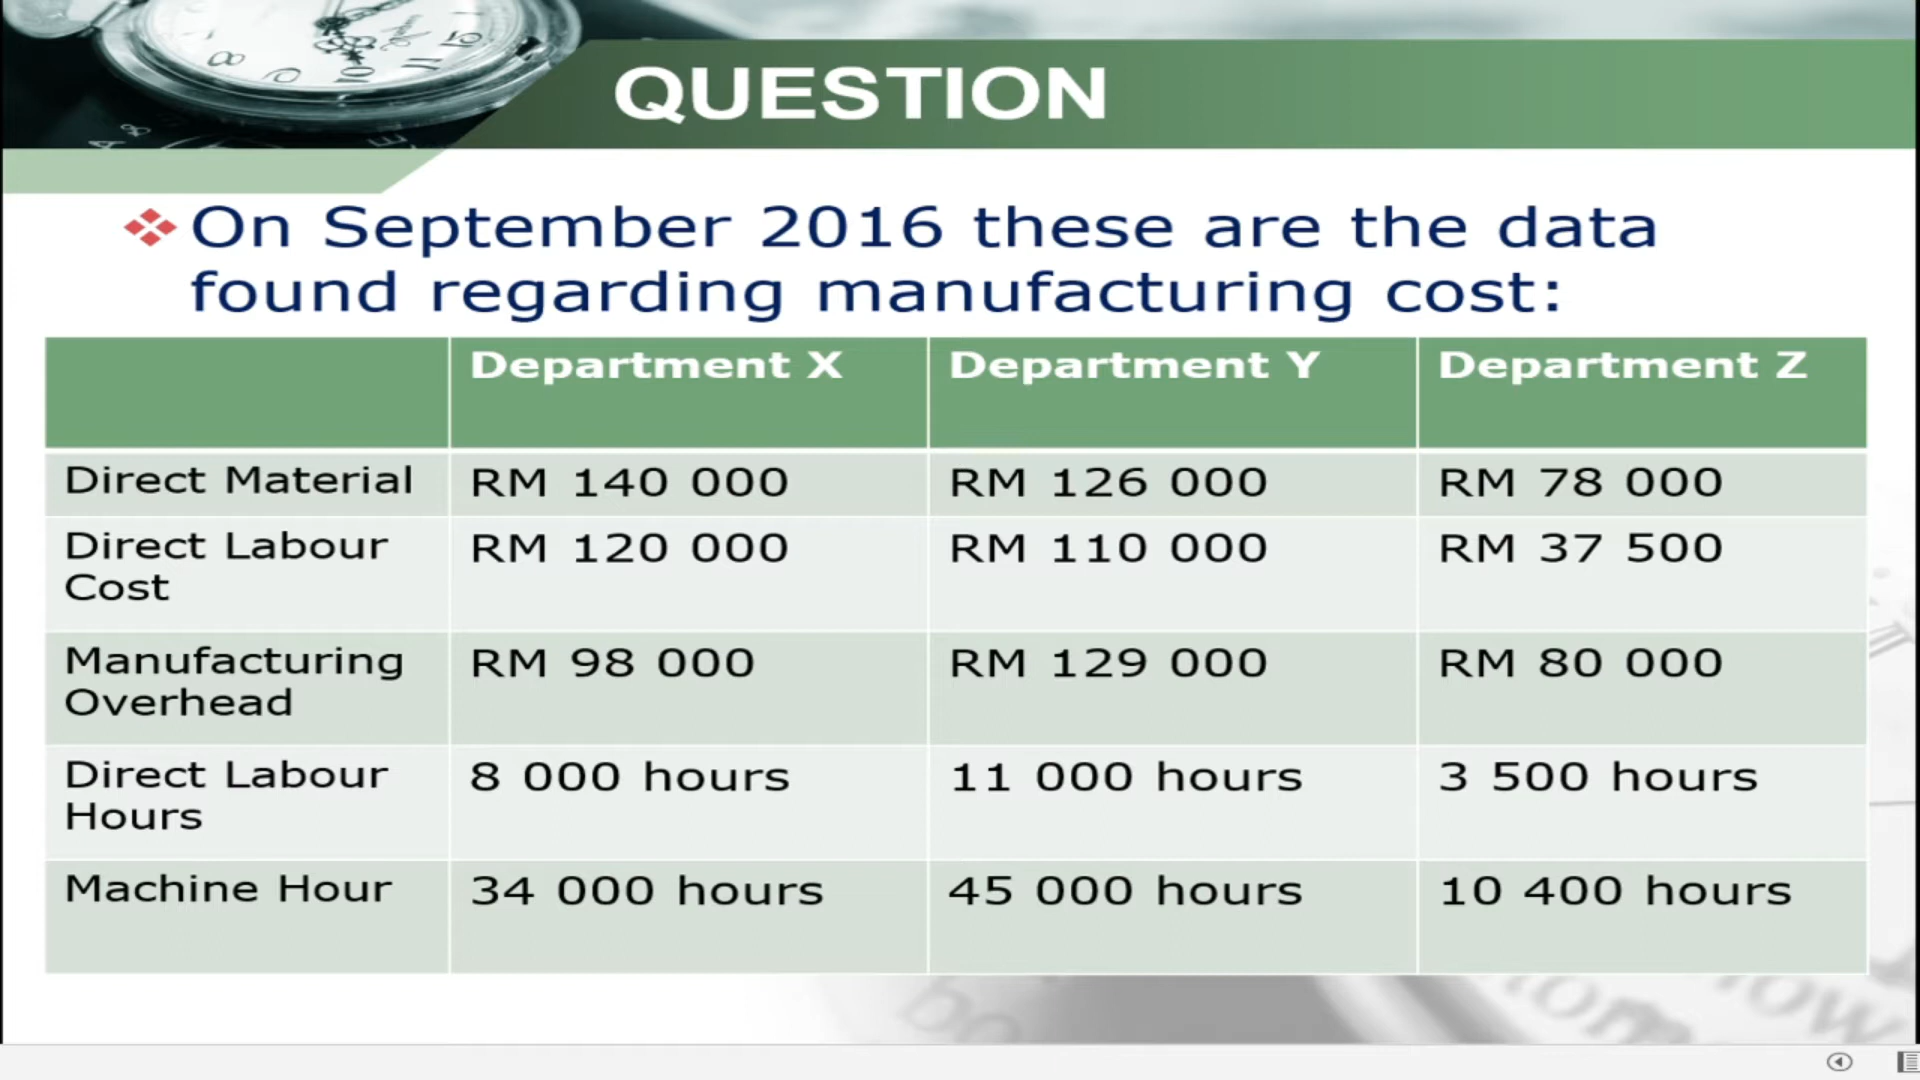 QUESTION
On September 2016 these are the data
found regarding manufacturing cost:
Department X Department Y Department Z
Direct Material RM 140 000 RM 126 000 RM 78 000
Direct Labour
Cost RM 120 000 RM 110 000 RM 37 500
Manufacturing
Overhead RM 98 000 RM 129 000 RM 80 000
Direct Labour
Hours 8 000 hours 11 000 hours 3 500 hours
Machine Hour 34 000 hours 45 000 hours 10 400 hours